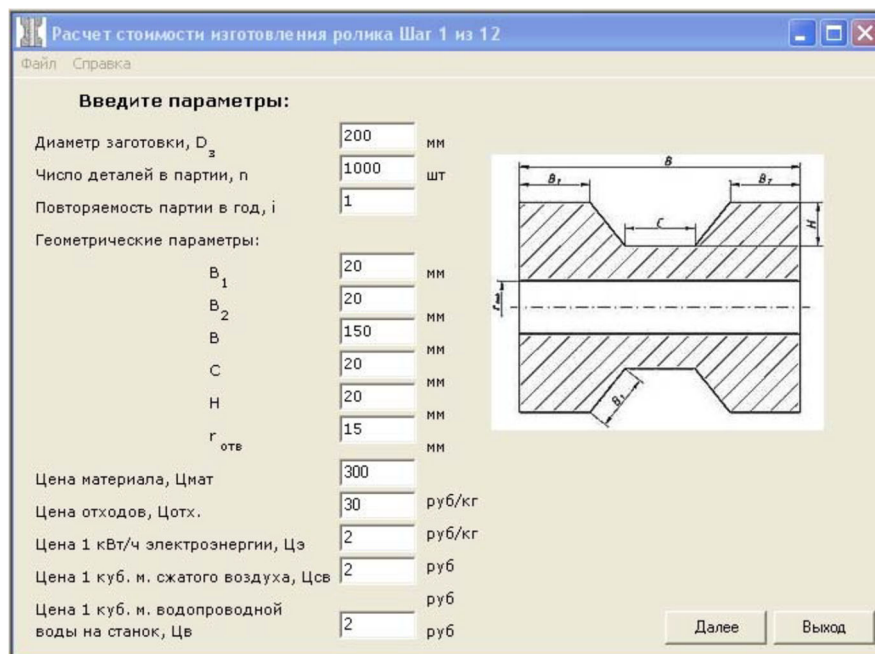 Расчет стоимости изготовления ролика Шаг 1 из 12
Файл Справка
Введите параметры:
Диаметр заготовки, Dз 200 мм
Число деталей в партии, n 1000 шт
Повторяемость партии в год, i 1
Геометрические параметры:
B1 20 мм
B2 20 мм
B 150 мм
C 20 мм
H 20 мм
r отв 15 мм
Цена материала, Цмат 300 руб/кг
Цена отходов, Цотх. 30 руб/кг
Цена 1 кВт/ч электроэнергии, Цэ 2 руб
Цена 1 куб. м. сжатого воздуха, Цсв 2 руб
Цена 1 куб. м. водопроводной
воды на станок, Цв 2 руб
B
B1 B2
C
H
B1
Далее Выход